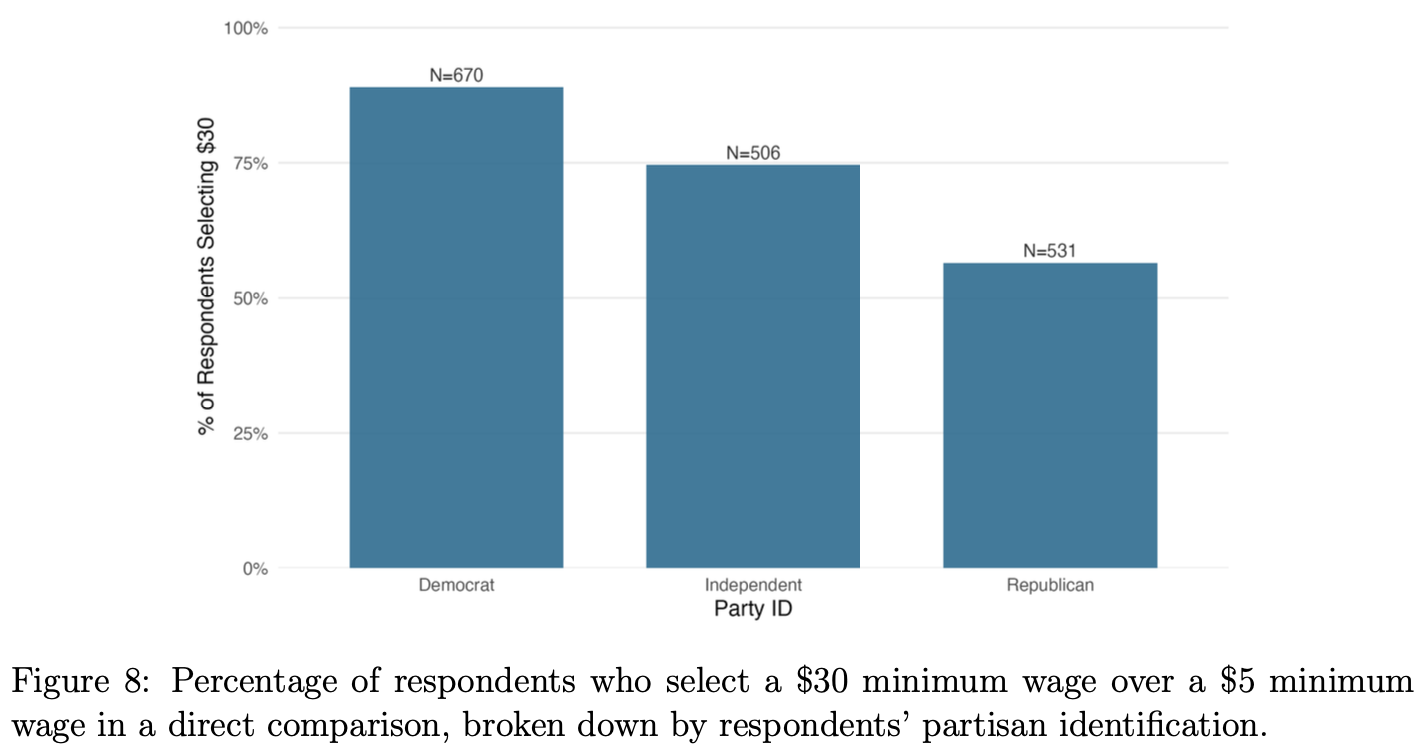 100%
N=670
N=506
75%
N=531
50%
25%
0%
% of Respondents Selecting $30
Democrat Independent Republican
Party ID
Figure 8: Percentage of respondents who select a $30 minimum wage over a $5 minimum
wage in a direct comparison, broken down by respondents’ partisan identification.